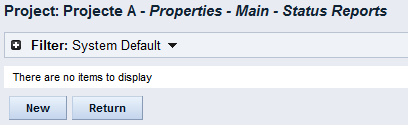 Project: Projecte A - Properties - Main - Status Reports
Filter: System Default
There are no items to display
New Return